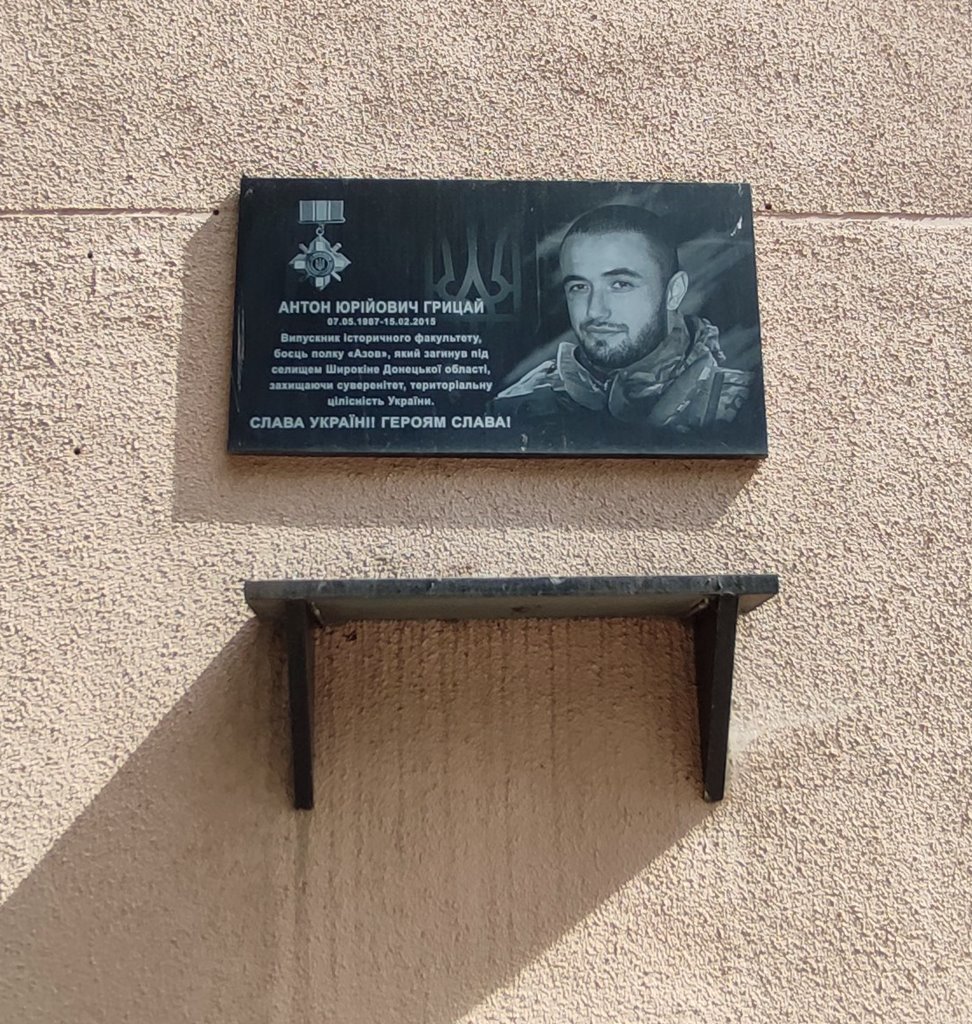 АНТОН ЮРІЙОВИЧ ГРИЦАЙ
07.05.1987-15.02.2015
Випускник історичного факультету,
боєць полку «Азов», який загинув під
селищем Широкіне Донецької області,
захищаючи суверенітет, територіальну
цілісність України.
СЛАВА УКРАЇНІ! ГЕРОЯМ СЛАВА!